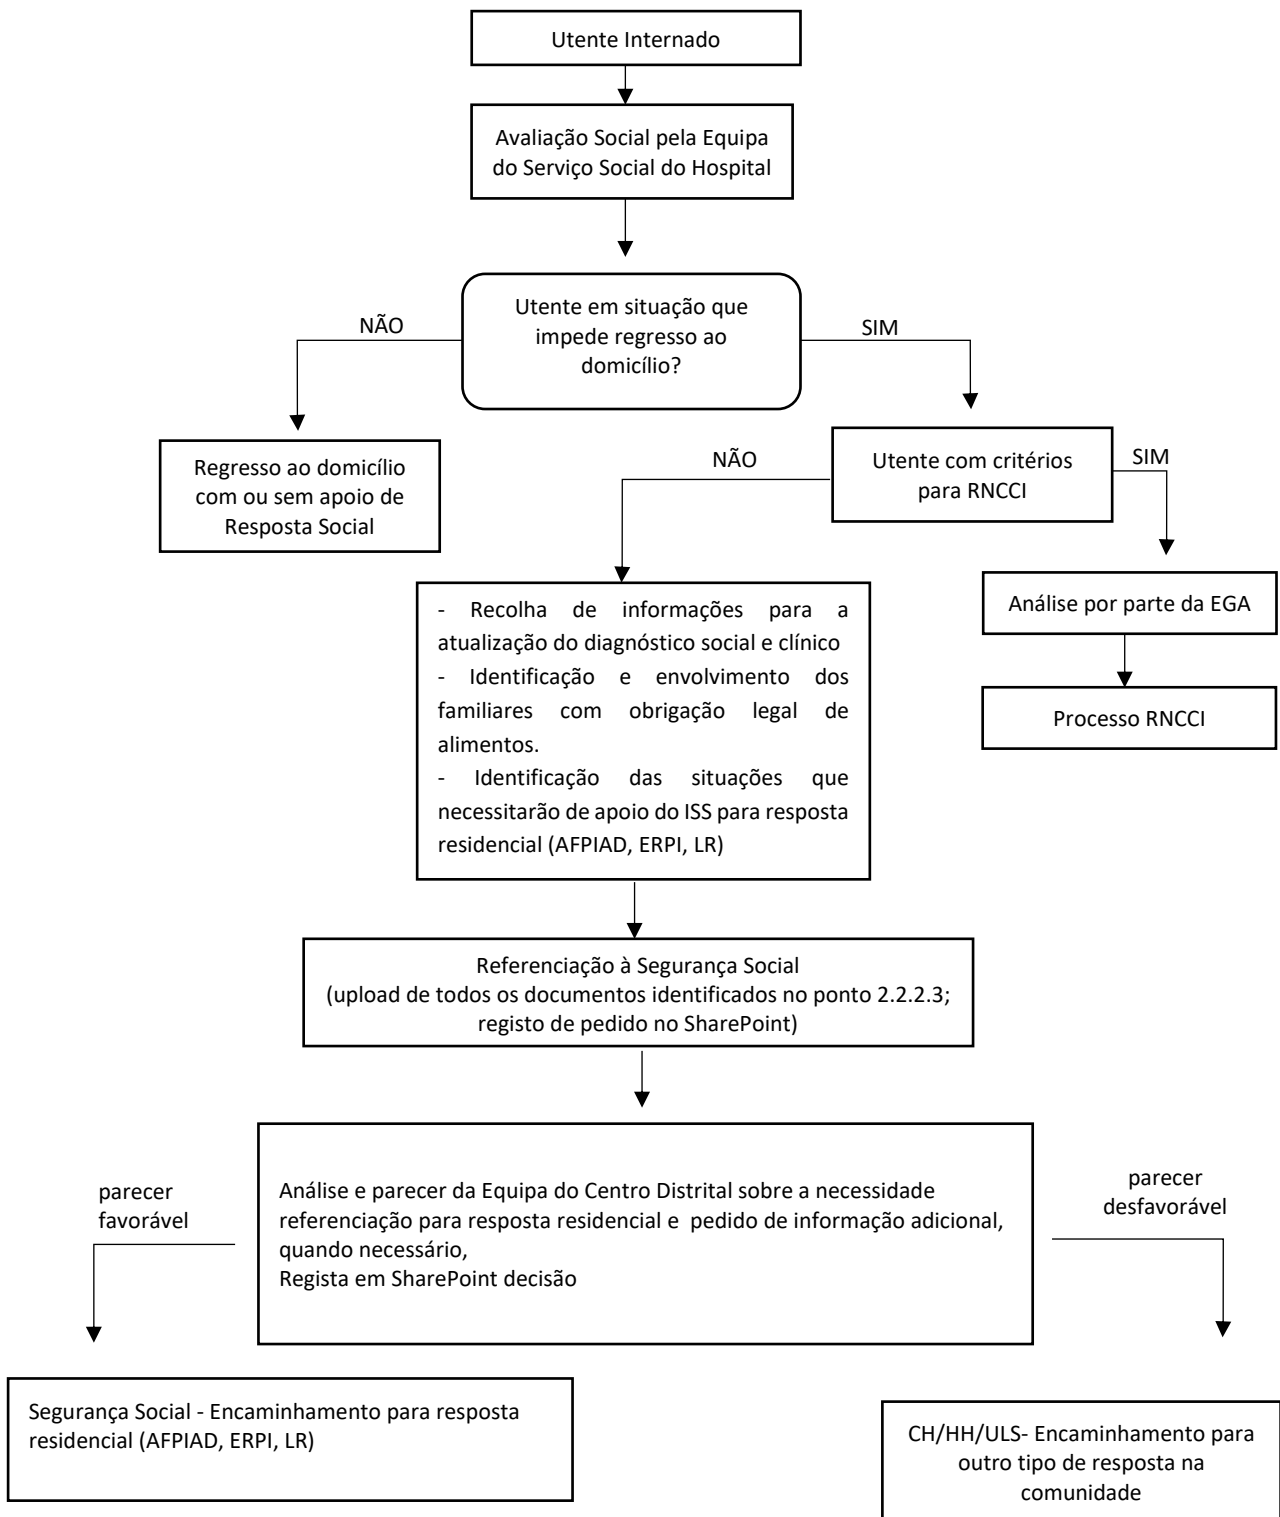 Utente Internado
Avaliação Social pela Equipa
do Serviço Social do Hospital
Utente em situação que
impede regresso ao
domicílio?
NÃO
SIM
Regresso ao domicílio
com ou sem apoio de
Resposta Social
NÃO
Utente com critérios
para RNCCI
SIM
Análise por parte da EGA
Processo RNCCI
- Recolha de informações para a
atualização do diagnóstico social e clínico
- Identificação e envolvimento dos
familiares com obrigação legal de
alimentos.
- Identificação das situações que
necessitarão de apoio do ISS para resposta
residencial (AFPIAD, ERPI, LR)
Referenciação à Segurança Social
(upload de todos os documentos identificados no ponto 2.2.2.3;
registo de pedido no SharePoint)
parecer
favorável
Análise e parecer da Equipa do Centro Distrital sobre a necessidade
referenciação para resposta residencial e pedido de informação adicional,
quando necessário,
Regista em SharePoint decisão
parecer
desfavorável
Segurança Social - Encaminhamento para resposta
residencial (AFPIAD, ERPI, LR)
CH/HH/ULS- Encaminhamento para
outro tipo de resposta na
comunidade